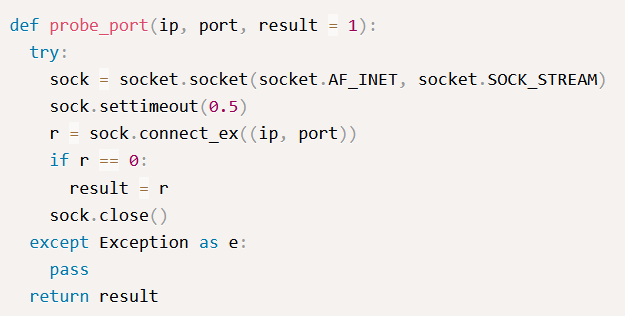 def probe_port(ip, port, result = 1):
  try:
    sock = socket.socket(socket.AF_INET, socket.SOCK_STREAM)
    sock.settimeout(0.5)
    r = sock.connect_ex((ip, port))
    if r == 0:
      result = r
    sock.close()
  except Exception as e:
    pass
  return result